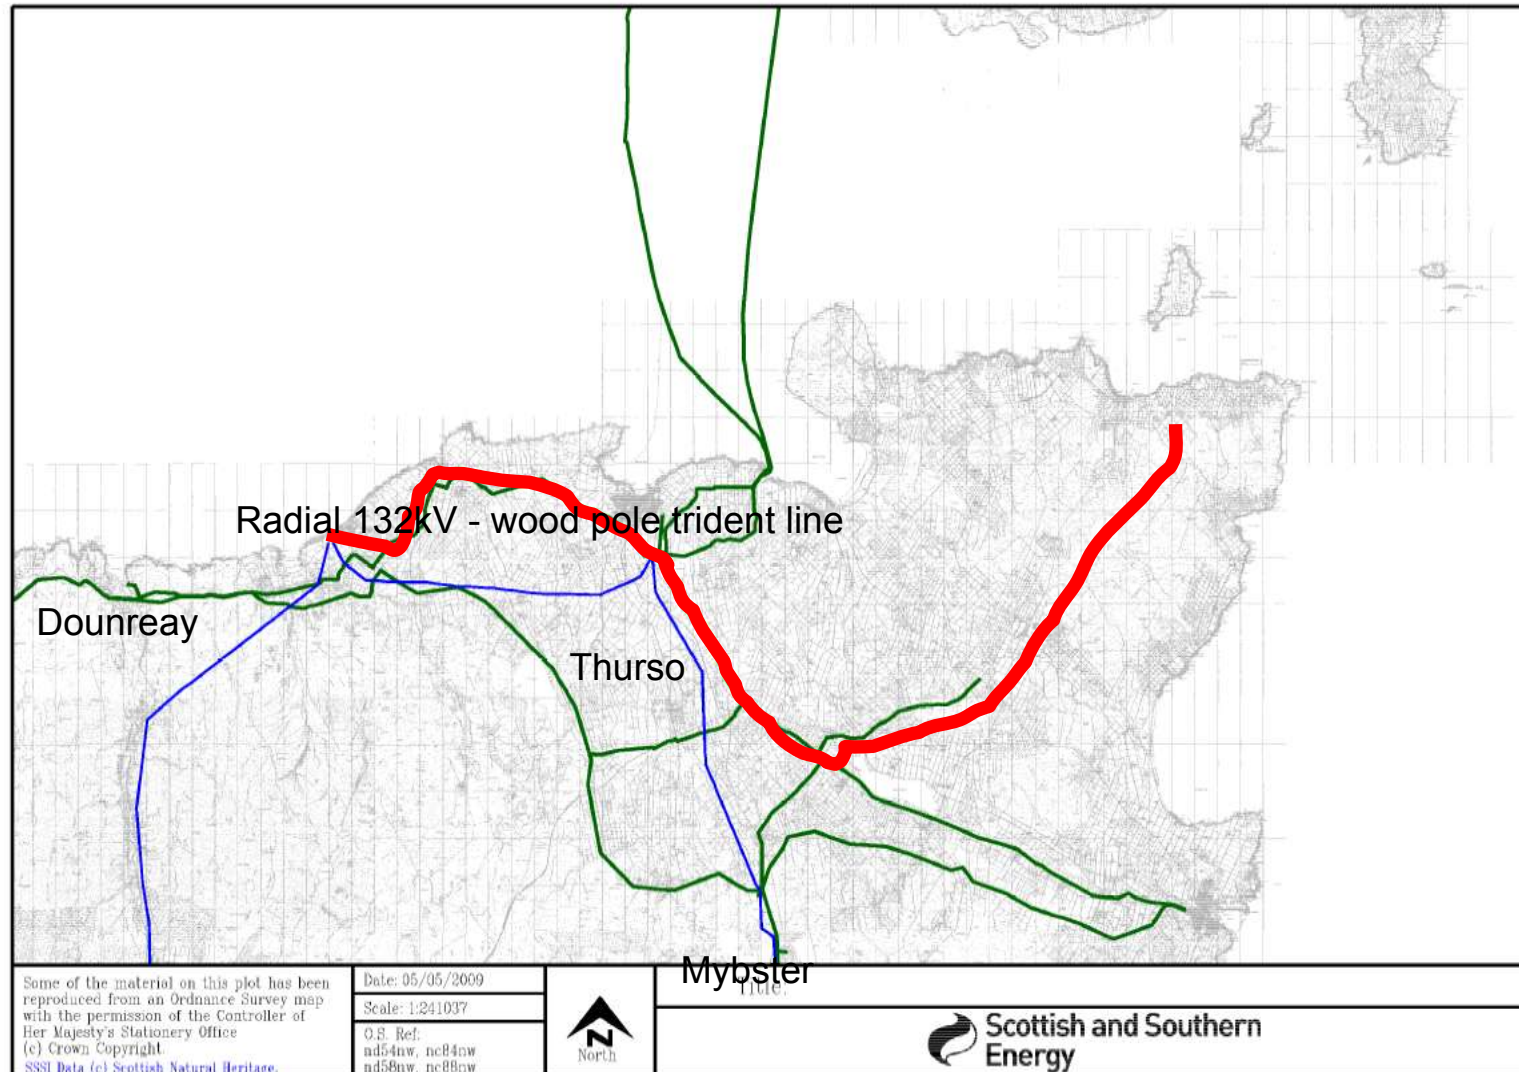 Radial 132kV - wood pole trident line
Dounreay
Thurso
Mybster
Some of the material on this plot has been
reproduced from an Ordnance Survey map
with the permission of the Controller of
Her Majesty's Stationery Office
(c) Crown Copyright.
SSSI Data (c) Scottish Natural Heritage.
Date: 05/05/2009
Scale: 1:241037
O.S. Ref:
nd54nw, nc84nw
nd58nw, nc88nw
N
North
Title:
Scottish and Southern
Energy